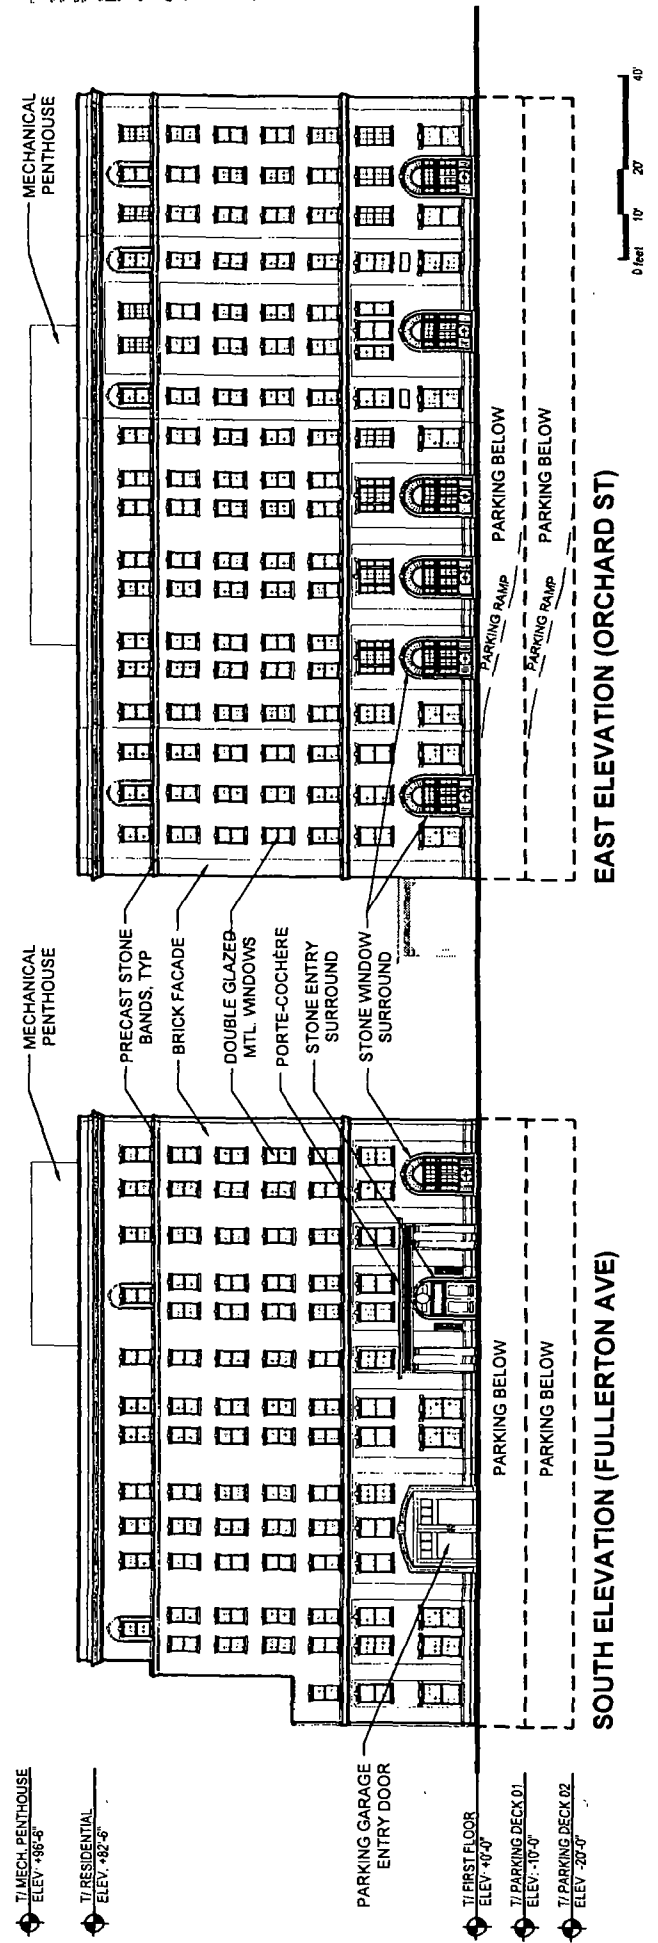 MECHANICAL
PENTHOUSE
MECHANICAL
PENTHOUSE
T/ MECH. PENTHOUSE
ELEV: +96'-6"
T/ RESIDENTIAL
ELEV. +82'-6"
PRECAST STONE
BANDS, TYP
BRICK FACADE
DOUBLE GLAZED
MTL. WINDOWS
PORTE-COCHÈRE
STONE ENTRY
SURROUND
STONE WINDOW
SURROUND
PARKING GARAGE
ENTRY DOOR
T/ FIRST FLOOR
ELEV: +0'-0"
T/ PARKING DECK 01
ELEV: -10'-0"
T/ PARKING DECK 02
ELEV -20'-0"
PARKING BELOW
PARKING BELOW
PARKING RAMP
PARKING BELOW
PARKING RAMP
PARKING BELOW
SOUTH ELEVATION (FULLERTON AVE)
EAST ELEVATION (ORCHARD ST)
0 feet 10' 20' 40'